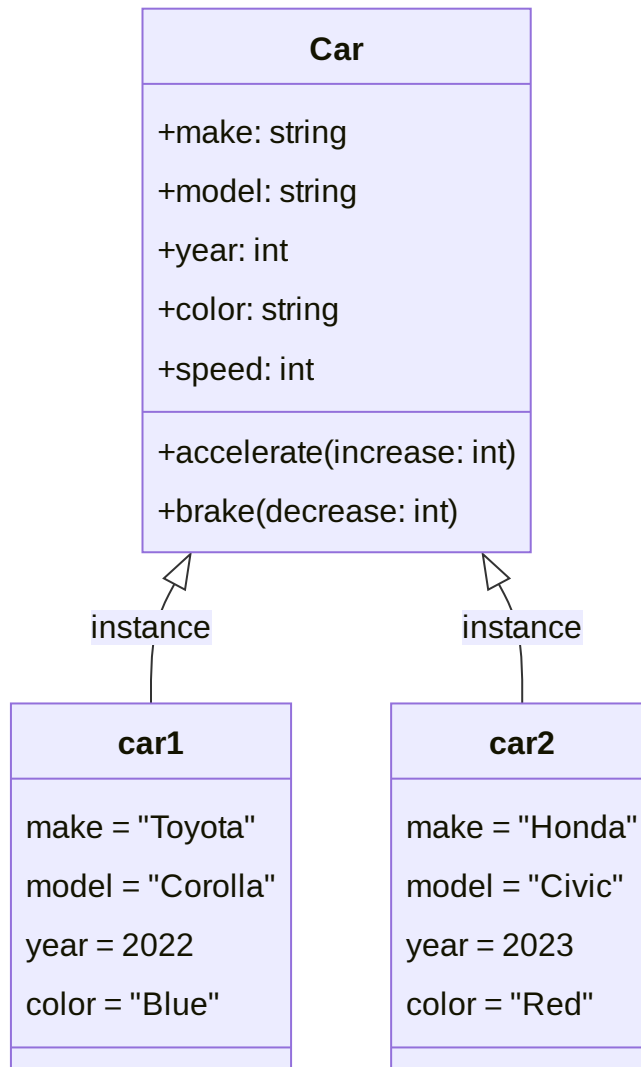 Car
+make: string
+model: string
+year: int
+color: string
+speed: int
+accelerate(increase: int)
+brake(decrease: int)
instance
instance
car1
make = "Toyota"
model = "Corolla"
year = 2022
color = "Blue"
car2
make = "Honda"
model = "Civic"
year = 2023
color = "Red"